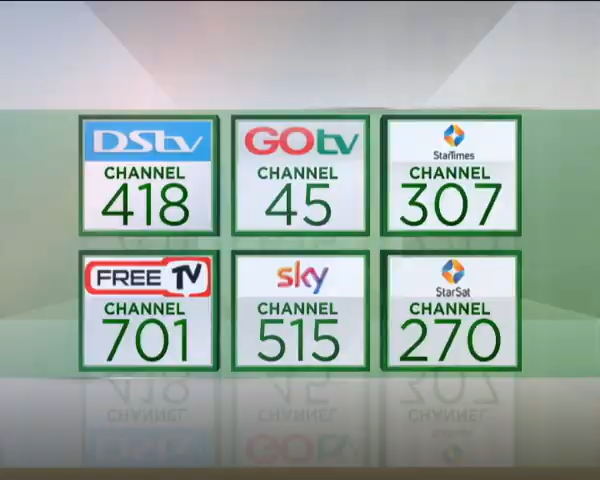 DStv
CHANNEL
418
GOtv
CHANNEL
45
StarTimes
CHANNEL
307
FREE TV
CHANNEL
701
sky
CHANNEL
515
StarSat
CHANNEL
270